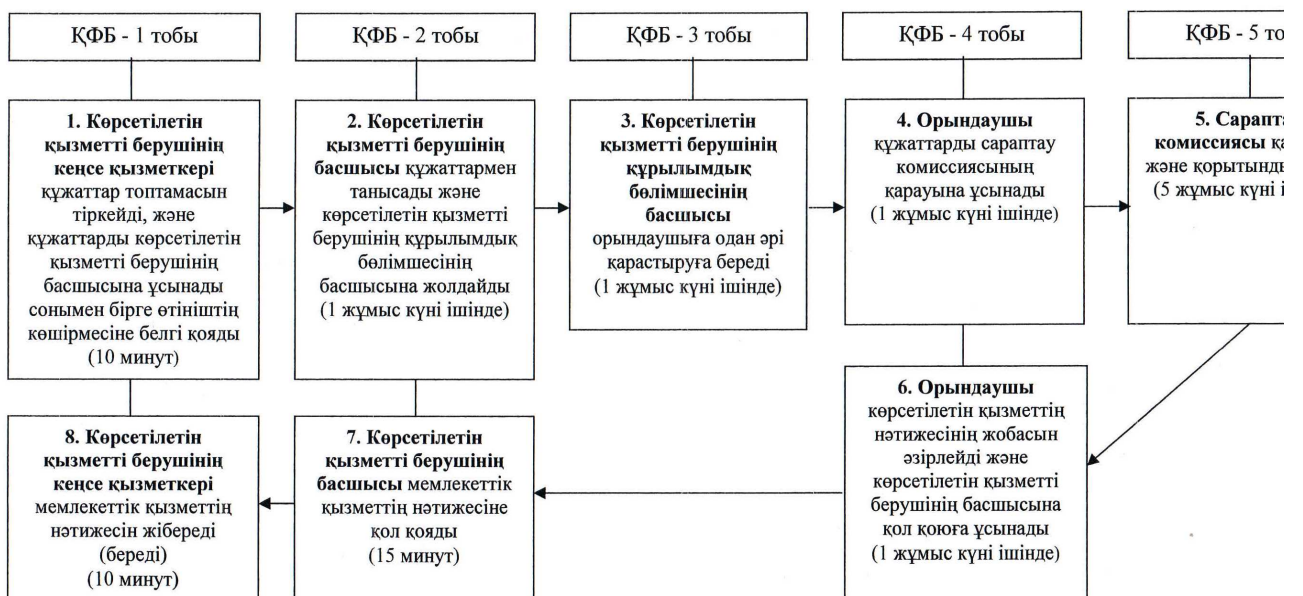 ҚФБ - 1 тобы
ҚФБ - 2 тобы
ҚФБ - 3 тобы
ҚФБ - 4 тобы
ҚФБ - 5
1. Көрсетілетін
қызметті берушінің
кеңсе қызметкері
құжаттар топтамасын
тіркейді, және
құжаттарды көрсетілетін
қызметті берушінің
басшысына ұсынады
сонымен бірге өтініштің
көшірмесіне белгі қояды
(10 минут)
2. Көрсетілетін
қызметті берушінің
басшысы құжаттармен
танысады және
көрсетілетін қызметті
берушінің құрылымдық
бөлімшесінің
басшысына жолдайды
(1 жұмыс күні ішінде)
3. Көрсетілетін
қызметті берушінің
құрылымдық
бөлімшесінің
басшысы
орындаушыға одан әрі
қарастыруға береді
(1 жұмыс күні ішінде)
4. Орындаушы
құжаттарды сараптау
комиссиясының
қарауына ұсынады
(1 жұмыс күні ішінде)
5.
комиссиясы
және
(5 жұмыс күні
6. Орындаушы
көрсетілетін қызметтің
нәтижесінің жобасын
әзірлейді және
көрсетілетін қызметті
берушінің басшысына
қол қоюға ұсынады
(1 жұмыс күні ішінде)
7. Көрсетілетін
қызметті берушінің
басшысы мемлекеттік
қызметтің нәтижесіне
қол қояды
(15 минут)
8. Көрсетілетін
қызметті берушінің
кеңсе қызметкері
мемлекеттік қызметтің
нәтижесін жібереді
(береді)
(10 минут)